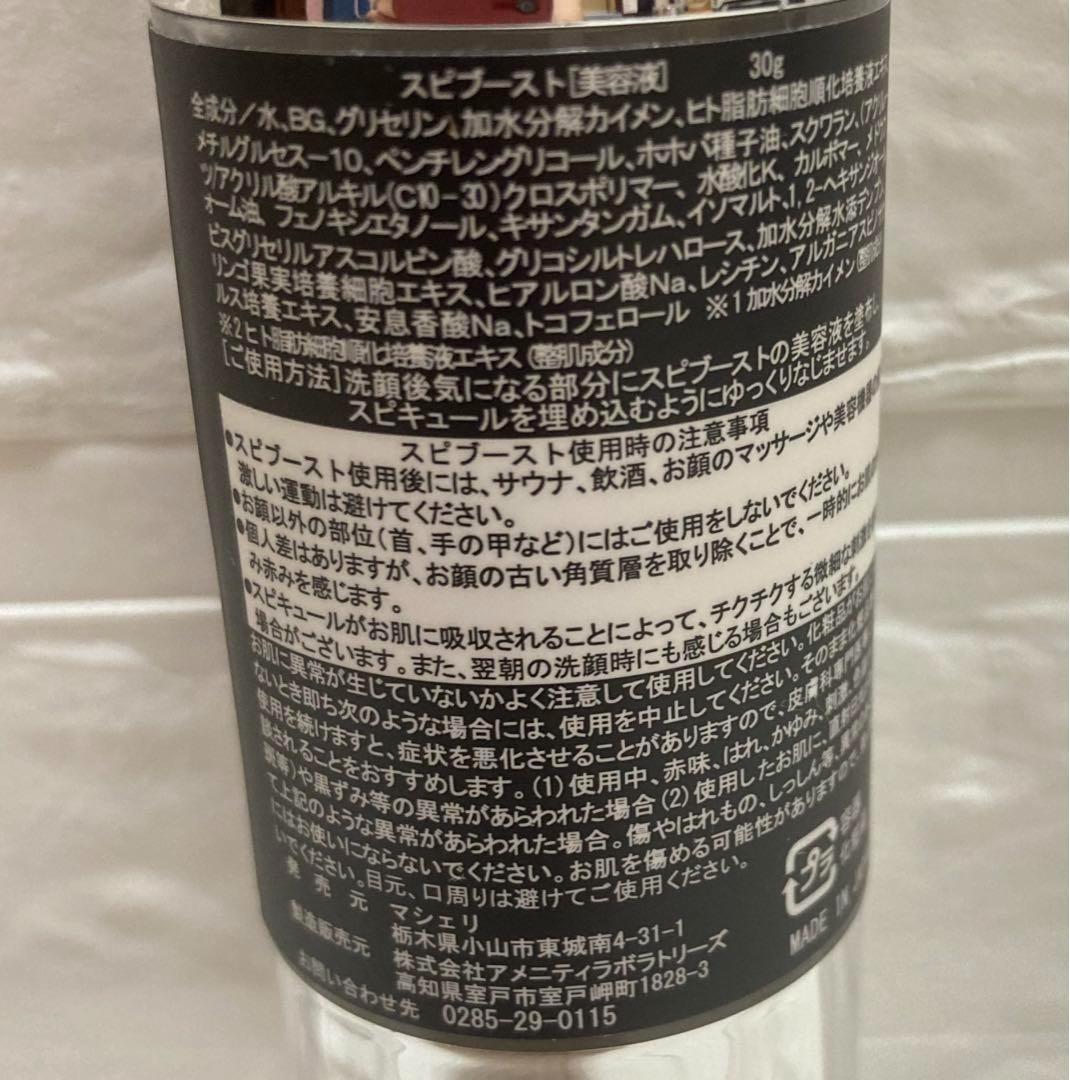 スピブースト[美容液] 30g
全成分／水、BG、グリセリン、加水分解カイメン、ヒト脂肪細胞順化培養液エキス、
メチルグルセス－10、ペンチレングリコール、ホホバ種子油、スクワラン、(アクリレー
ツ/アクリル酸アルキル(C10－30))クロスポリマー、水酸化K、カルボマー、メドゥ
オーム油、フェノキシエタノール、キサンタンガム、イソマルト、1,2-ヘキサンジオー
ビスグリセリルアスコルビン酸、グリコシルトレハロース、加水分解水添デンプン、
リンゴ果実培養細胞エキス、ヒアルロン酸Na、レシチン、アルガニアスピノサ
ルス培養エキス、安息香酸Na、トコフェロール ※１加水分解カイメン(整肌成分)
※２ヒト脂肪細胞順化培養液エキス(整肌成分)
[ご使用方法]洗顔後気になる部分にスピブーストの美容液を塗布し、
スピキュールを埋め込むようにゆっくりなじませます。
スピブースト使用時の注意事項
●スピブースト使用後には、サウナ、飲酒、お顔のマッサージや美容機器の
激しい運動は避けてください。
●お顔以外の部位(首、手の甲など)にはご使用をしないでください。
●個人差はありますが、お顔の古い角質層を取り除くことで、一時的にお肌の
み赤みを感じます。
●スピキュールがお肌に吸収されることによって、チクチクする微細な刺激を
場合がございます。また、翌朝の洗顔時にも感じる場合もございます。
お肌に異常が生じていないかよく注意して使用してください。化粧品がお
ないとき即ち次のような場合には、使用を中止してください。そのまま化
使用を続けますと、症状を悪化させることがありますので、皮膚科専門医
談されることをおすすめします。(1)使用中、赤味、はれ、かゆみ、刺激、
斑等)や黒ずみ等の異常があらわれた場合(2)使用したお肌に、直射日
て上記のような異常があらわれた場合。傷やはれもの、しっしん等、異常の
にはお使いにならないでください。お肌を傷める可能性がありますので、
いでください。目元、口周りは避けてご使用ください。
発売元 マシェリ
栃木県小山市東城南4-31-1
製造販売元 株式会社アメニティラボラトリーズ
高知県室戸市室戸岬町1828-3
お問い合わせ先 0285-29-0115
プラ
容器
MADE IN